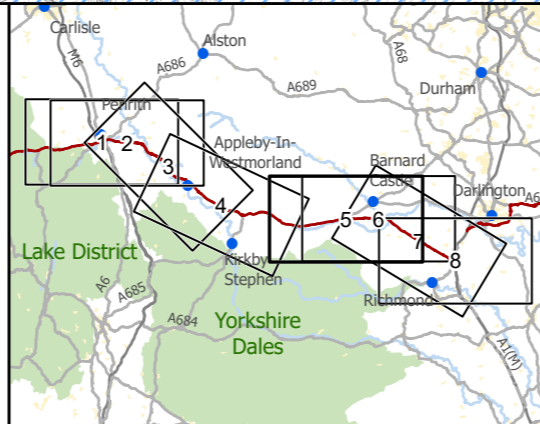 Carlisle
M6
A686
Alston
A68
A689
Durham
Penrith
Appleby-In-
Westmorland
Barnard
Castle
Darlington
A6
1
2
3
4
5
6
7
8
Lake District
Kirkby
Stephen
A6
A685
A684
Richmond
Yorkshire
Dales
A1(M)